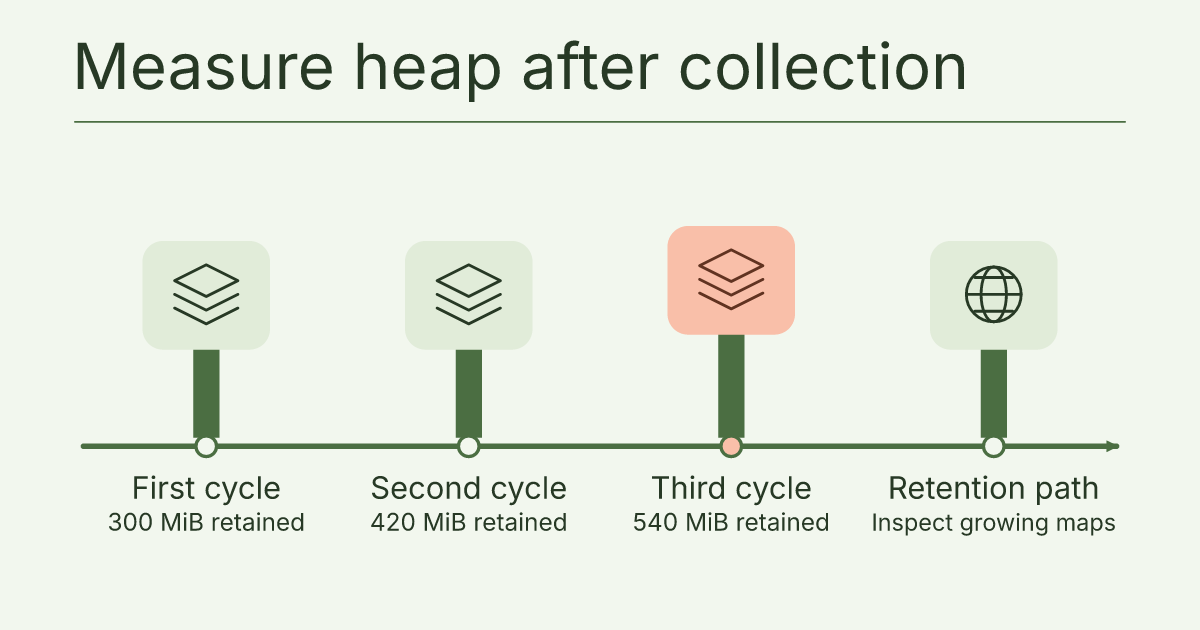 Measure heap after collection
First cycle
300 MiB retained
Second cycle
420 MiB retained
Third cycle
540 MiB retained
Retention path
Inspect growing maps